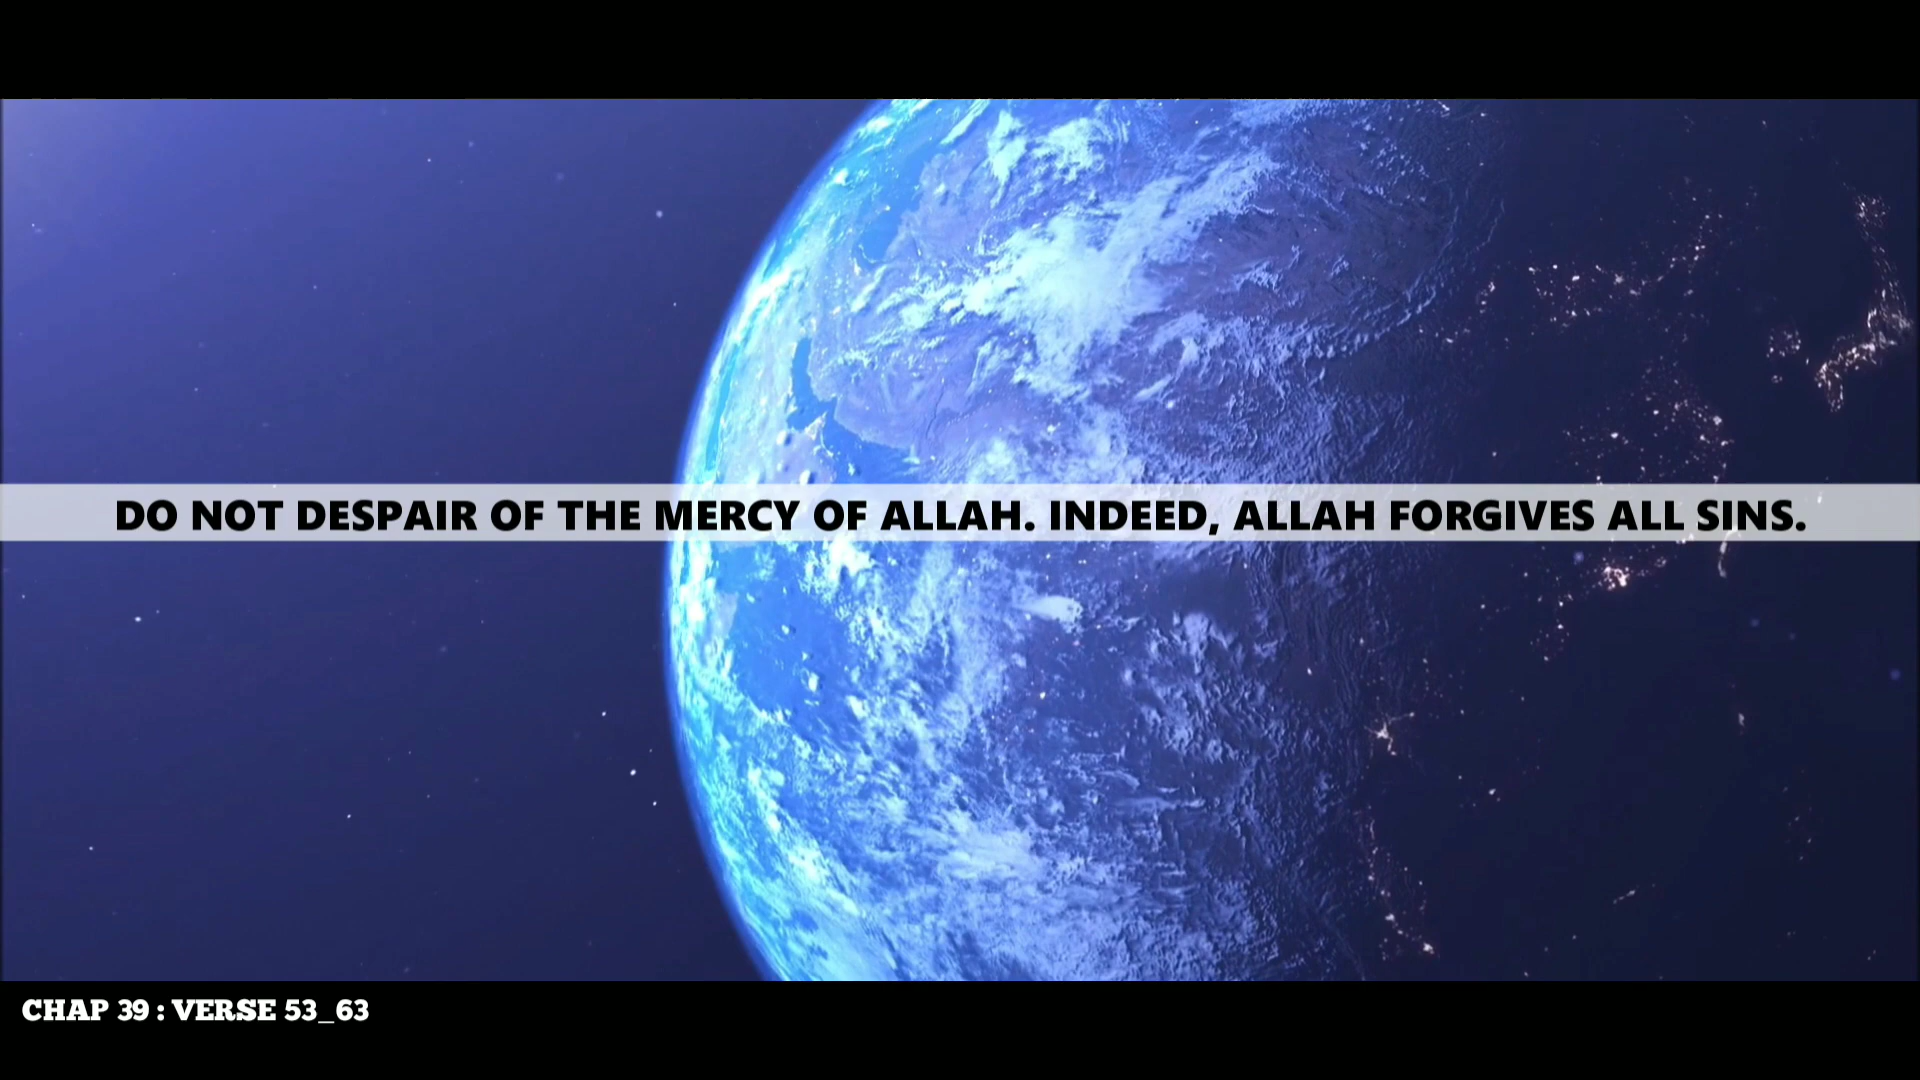 DO NOT DESPAIR OF THE MERCY OF ALLAH. INDEED, ALLAH FORGIVES ALL SINS.
CHAP 39 : VERSE 53_63